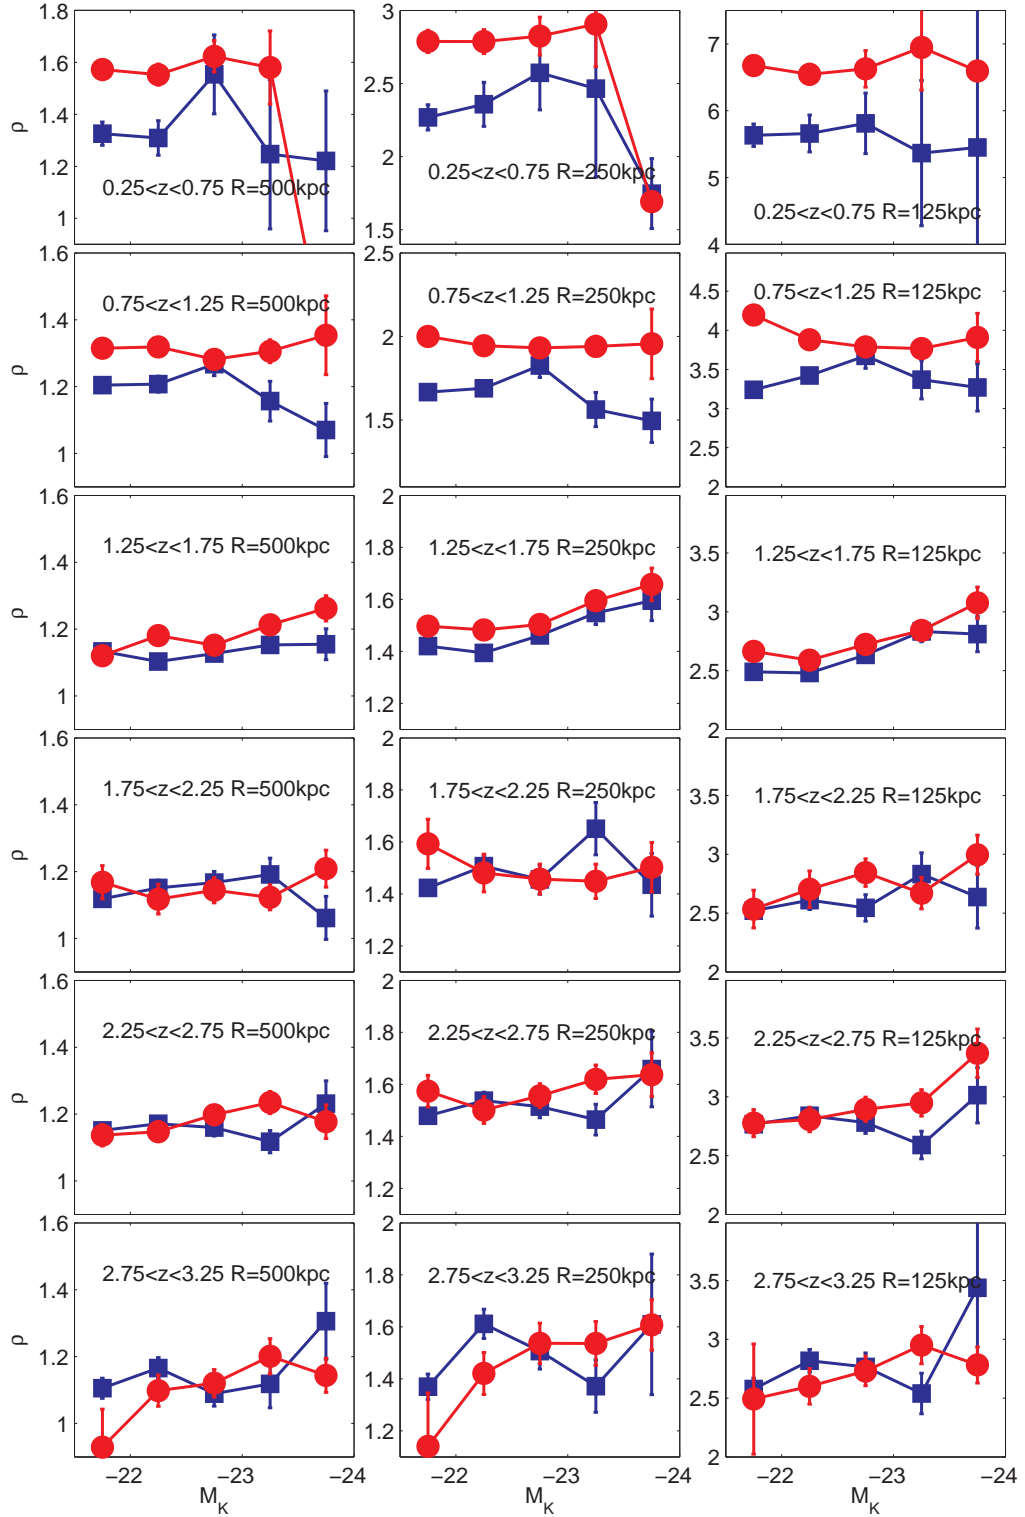 1.8
1.6
1.4
1.2
1
ρ
0.25<z<0.75 R=500kpc
3
2.5
2
1.5
0.25<z<0.75 R=250kpc
7
6
5
4
0.25<z<0.75 R=125kpc
1.6
1.4
1.2
1
ρ
0.75<z<1.25 R=500kpc
2.5
2
1.5
0.75<z<1.25 R=250kpc
4.5
4
3.5
3
2.5
2
0.75<z<1.25 R=125kpc
1.6
1.4
1.2
1
ρ
1.25<z<1.75 R=500kpc
2
1.8
1.6
1.4
1.2
1.25<z<1.75 R=250kpc
3.5
3
2.5
2
1.25<z<1.75 R=125kpc
1.6
1.4
1.2
1
ρ
1.75<z<2.25 R=500kpc
2
1.8
1.6
1.4
1.2
1.75<z<2.25 R=250kpc
3.5
3
2.5
2
1.75<z<2.25 R=125kpc
1.6
1.4
1.2
1
ρ
2.25<z<2.75 R=500kpc
2
1.8
1.6
1.4
1.2
1.1
2.25<z<2.75 R=250kpc
3.5
3
2.5
2
2.25<z<2.75 R=125kpc
1.6
1.4
1.2
1
ρ
2.75<z<3.25 R=500kpc
2
1.8
1.6
1.4
1.2
2.75<z<3.25 R=250kpc
3.5
3
2.5
2
2.75<z<3.25 R=125kpc
−22 −23 −24
M_K
−22 −23 −24
M_K
−22 −23 −24
M_K